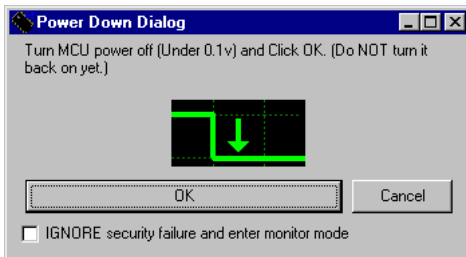 Power Down Dialog
Turn MCU power off (Under 0.1v) and Click OK. (Do NOT turn it
back on yet.)
OK
Cancel
IGNORE security failure and enter monitor mode